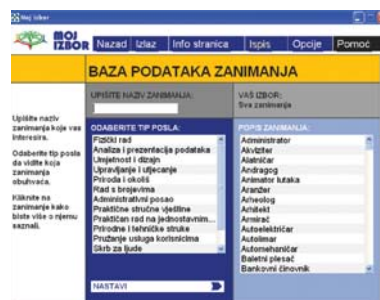 Moj izbor
MOJ
IZBOR
Nazad Izlaz Info stranica Ispis Opcije Pomoć
BAZA PODATAKA ZANIMANJA
UPIŠITE NAZIV ZANIMANJA:
VAŠ IZBOR:
Sva zanimanja
Upišite naziv
zanimanja koje vas
interesira.
Odaberite tip posla
da vidite koja
zanimanja
obuhvaća.
Kliknite na
zanimanje kako
biste više o njemu
saznali.
ODABERITE TIP POSLA:
Fizički rad
Analiza i prezentacija podataka
Umjetnost i dizajn
Upravljanje i utjecanje
Priroda i okoliš
Rad s brojevima
Administrativni posao
Praktične stručne vještine
Praktičan rad na jednostavnim...
Prirodne i tehničke struke
Pružanje usluga korisnicima
Skrb za ljude
POPIS ZANIMANJA:
Administrator
Akviziter
Alatničar
Andragog
Animator lutaka
Aranžer
Arheolog
Arhitekt
Armirač
Autoelektričar
Autolimar
Automehaničar
Baletni plesač
Bankovni činovnik
NASTAVI